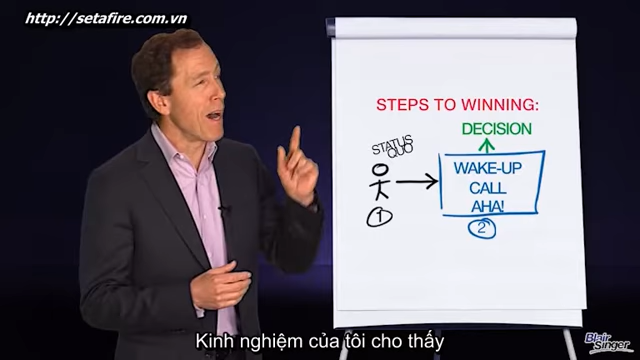 http://setafire.com.vn
STEPS TO WINNING:
DECISION
STATUS
QUO
WAKE-UP
CALL
AHA!
1
2
Blair
Singer
Kinh nghiệm của tôi cho thấy